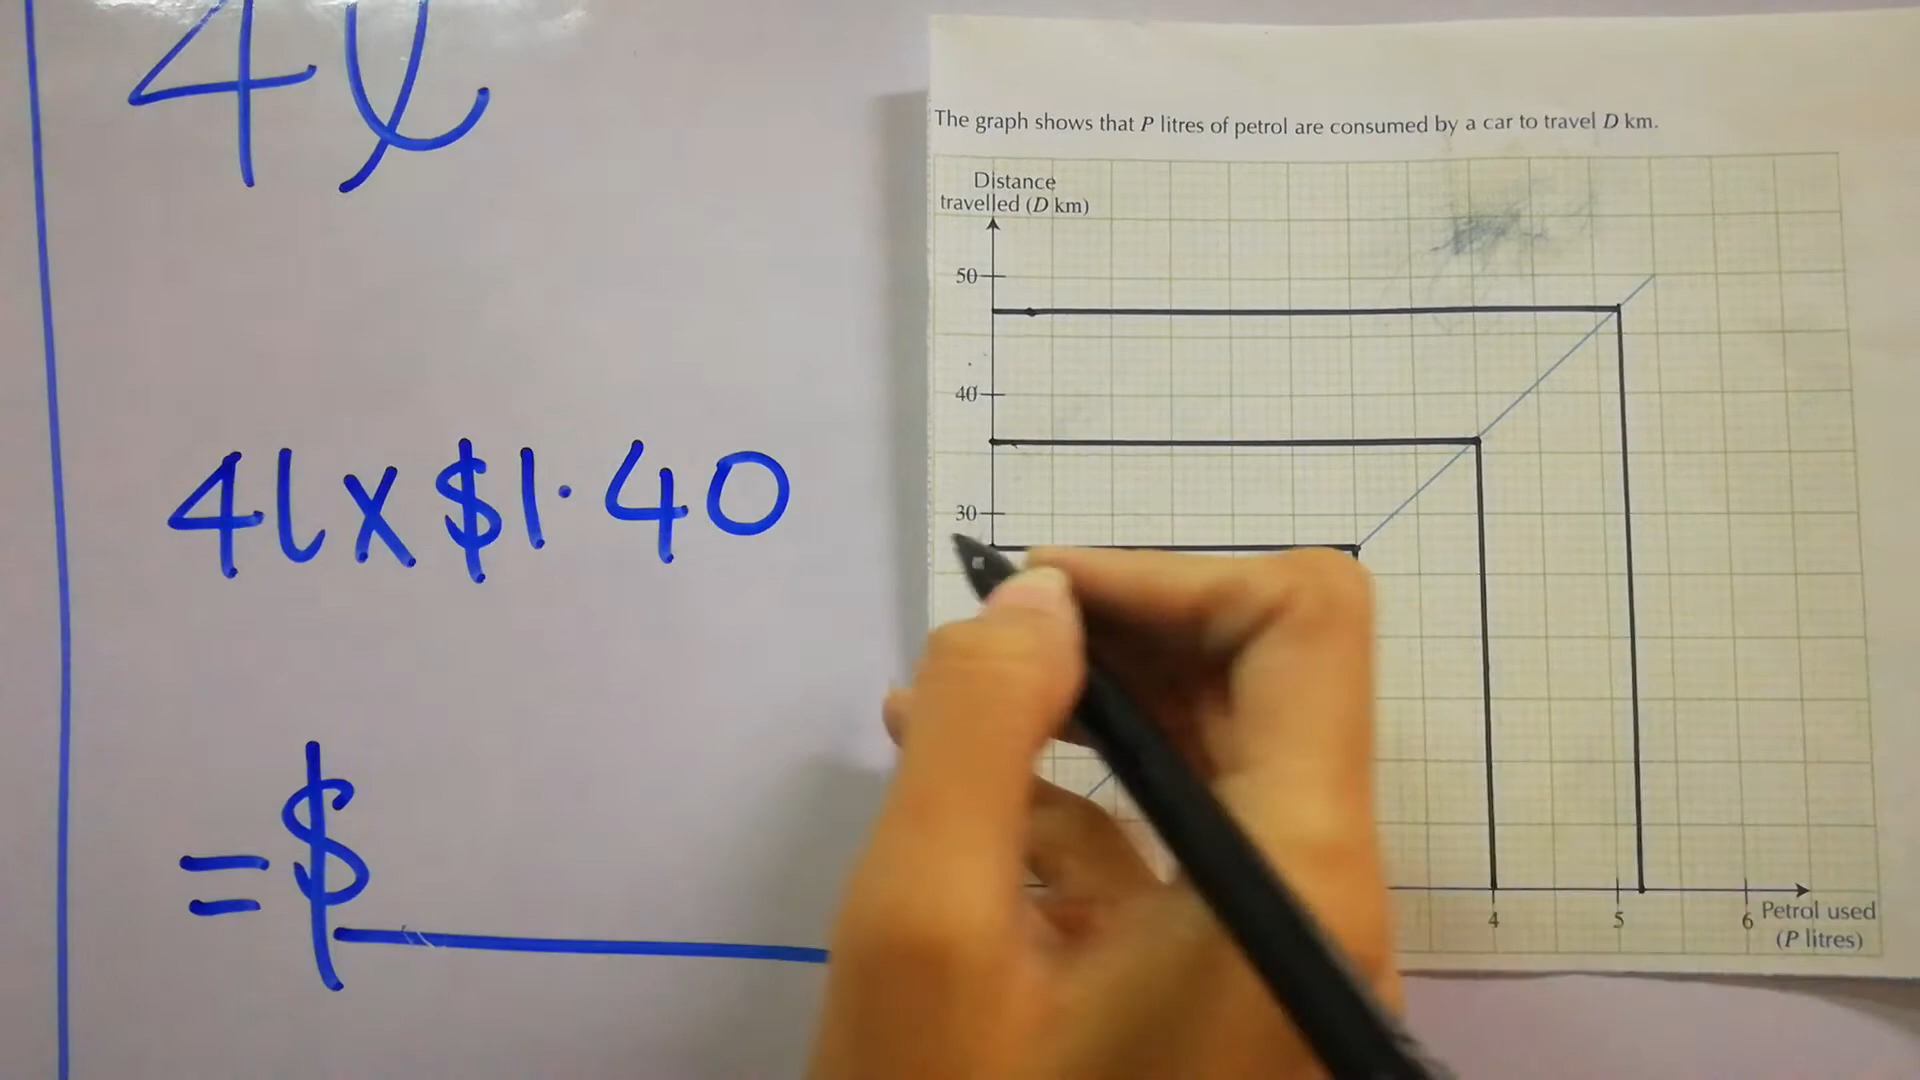 4l
4l x $1.40
= $
The graph shows that P litres of petrol are consumed by a car to travel D km.
Distance
travelled (D km)
50
40
30
4
5
6
Petrol used
(P litres)